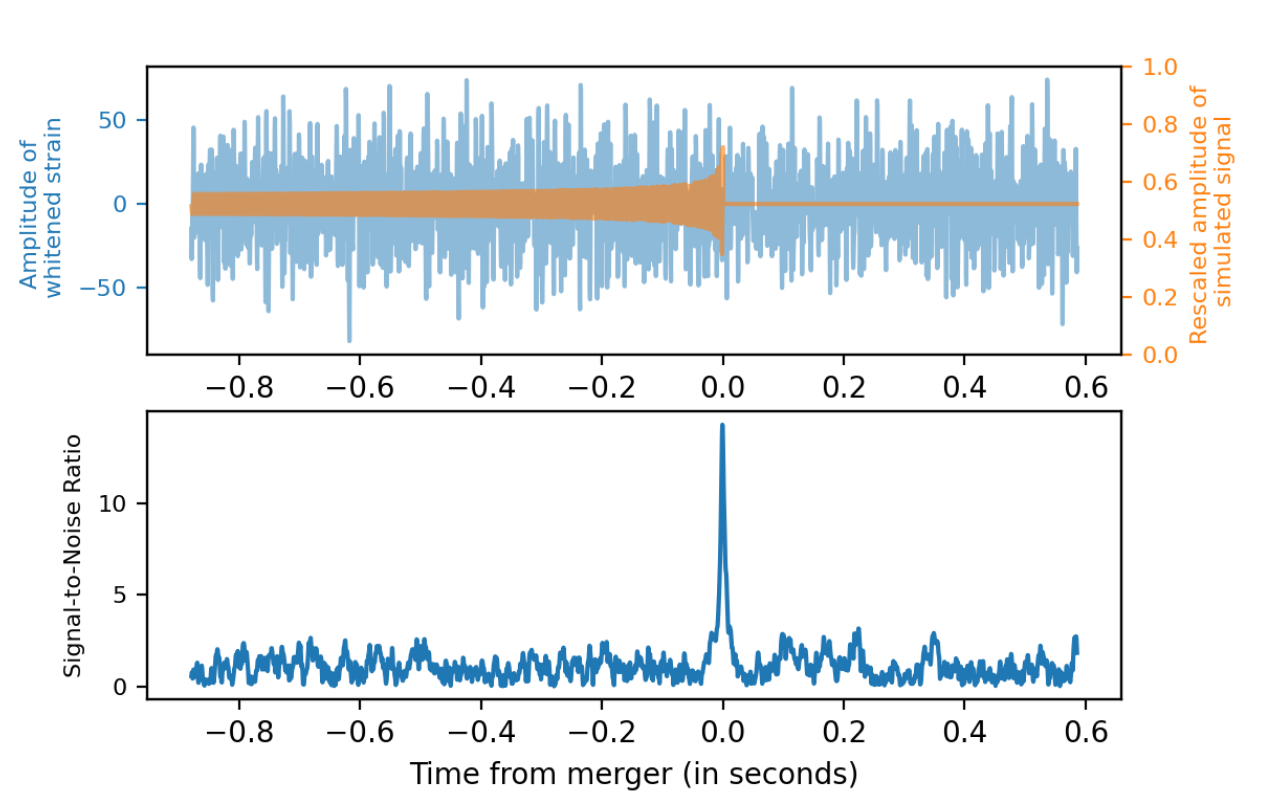 Amplitude of
whitened strain
50
0
−50
1.0
0.8
0.6
0.4
0.2
0.0
Rescaled amplitude of
simulated signal
−0.8 −0.6 −0.4 −0.2 0.0 0.2 0.4 0.6
Signal-to-Noise Ratio
10
5
0
−0.8 −0.6 −0.4 −0.2 0.0 0.2 0.4 0.6
Time from merger (in seconds)